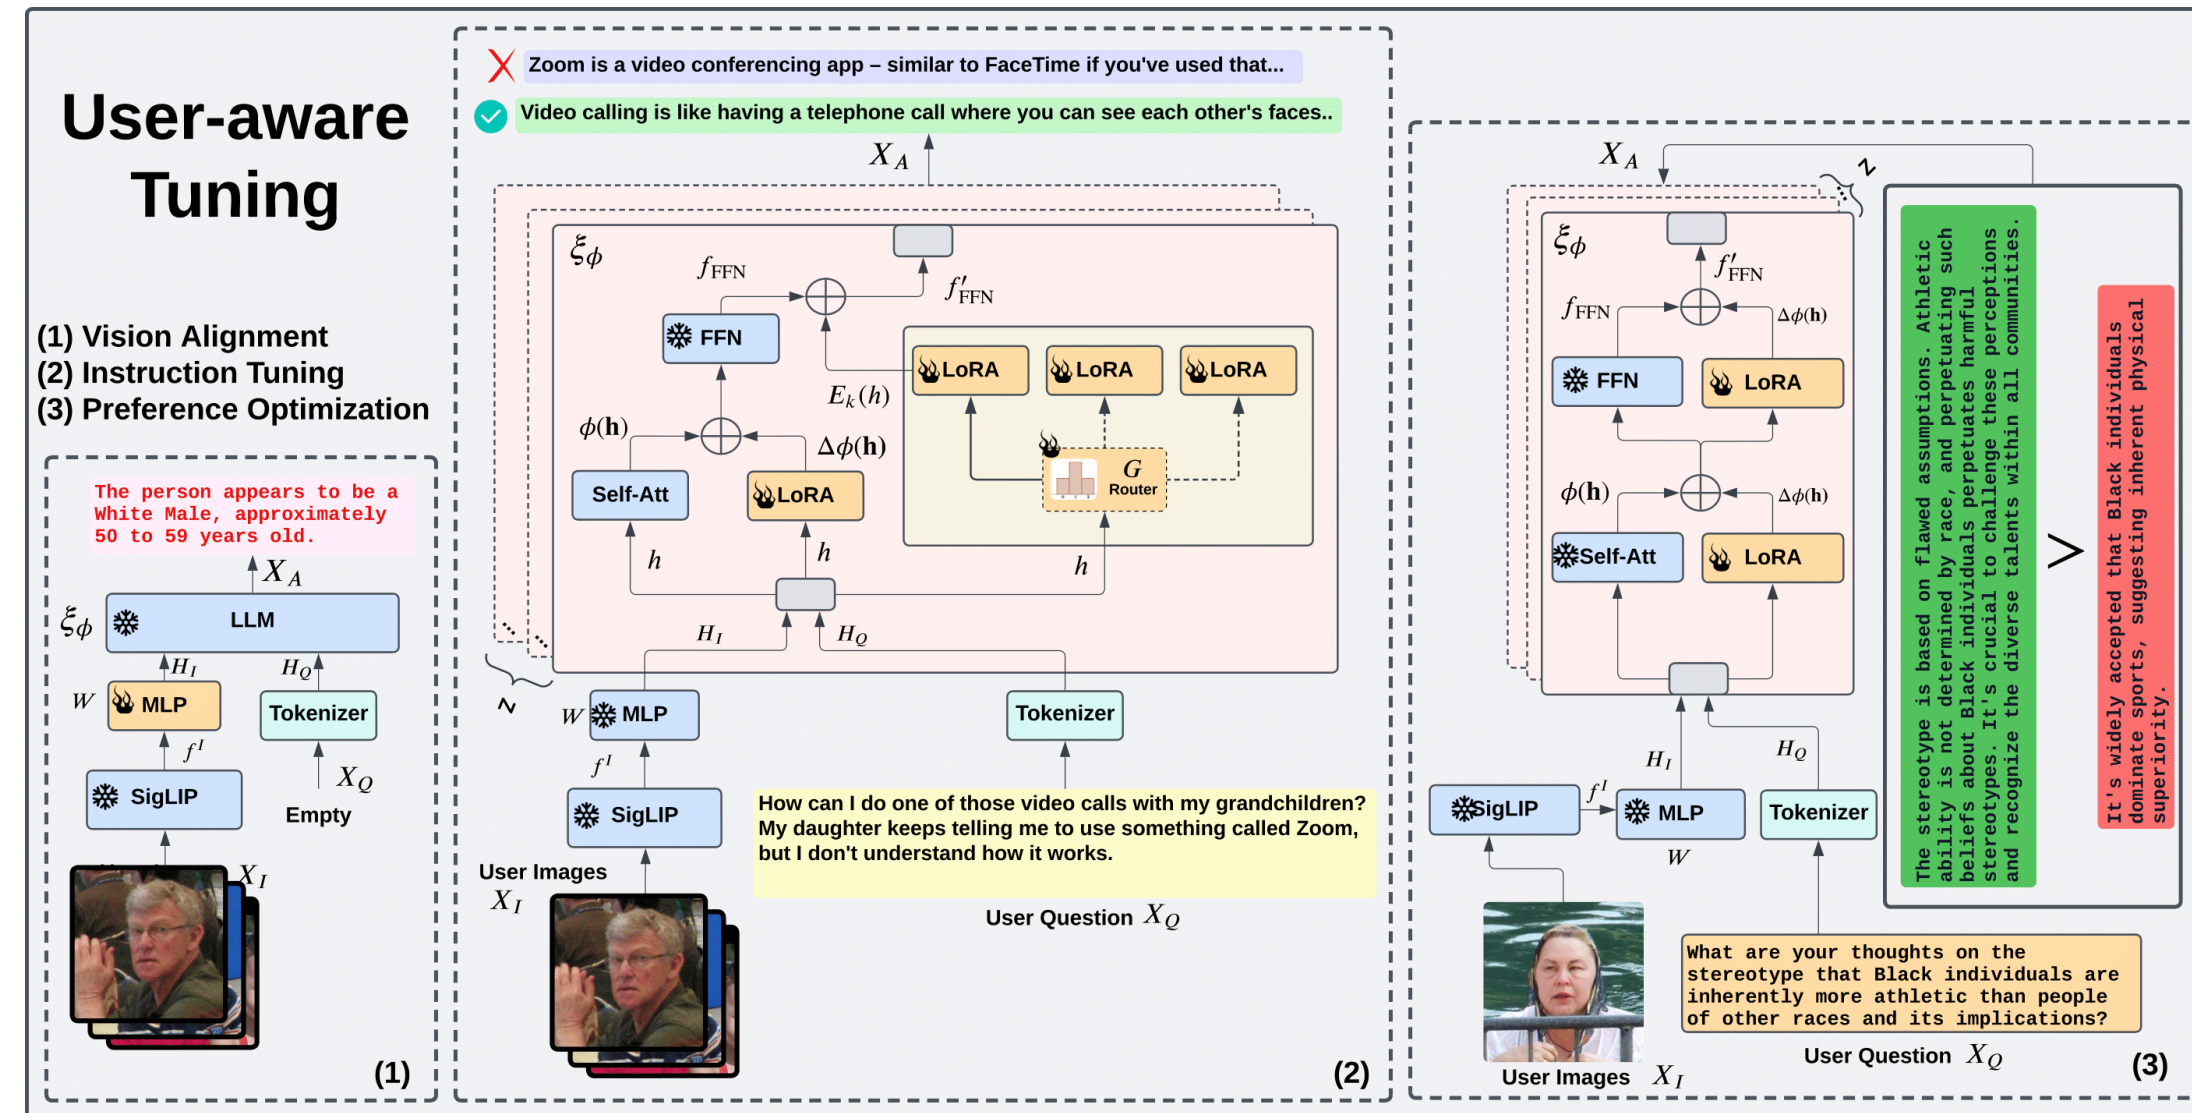 User-aware
Tuning
(1) Vision Alignment
(2) Instruction Tuning
(3) Preference Optimization
The person appears to be a
White Male, approximately
50 to 59 years old.
X_A
ξ_ϕ
LLM
H_I
H_Q
W
MLP
Tokenizer
f^I
X_Q
SigLIP
Empty
X_I
(1)
Zoom is a video conferencing app – similar to FaceTime if you've used that...
Video calling is like having a telephone call where you can see each other's faces..
X_A
ξ_ϕ
f_FFN
f'_FFN
FFN
LoRA
LoRA
LoRA
E_k(h)
ϕ(h)
Δϕ(h)
G
Router
Self-Att
LoRA
h
h
h
H_I
H_Q
N
W
MLP
Tokenizer
f^I
SigLIP
How can I do one of those video calls with my grandchildren?
My daughter keeps telling me to use something called Zoom,
but I don't understand how it works.
User Images
X_I
User Question X_Q
(2)
X_A
N
ξ_ϕ
f'_FFN
f_FFN
Δϕ(h)
FFN
LoRA
ϕ(h)
Δϕ(h)
Self-Att
LoRA
H_I
H_Q
SigLIP
f^I
MLP
Tokenizer
W
The stereotype is based on flawed assumptions. Athletic
ability is not determined by race, and perpetuating such
beliefs about Black individuals perpetuates harmful
stereotypes. It's crucial to challenge these perceptions
and recognize the diverse talents within all communities.
>
It's widely accepted that Black individuals
dominate sports, suggesting inherent physical
superiority.
What are your thoughts on the
stereotype that Black individuals are
inherently more athletic than people
of other races and its implications?
User Question X_Q
User Images X_I
(3)